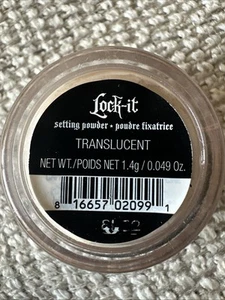 Lock-it
setting powder • poudre fixatrice
TRANSLUCENT
NET WT./POIDS NET 1.4g / 0.049 Oz.
8 16657 02099 1